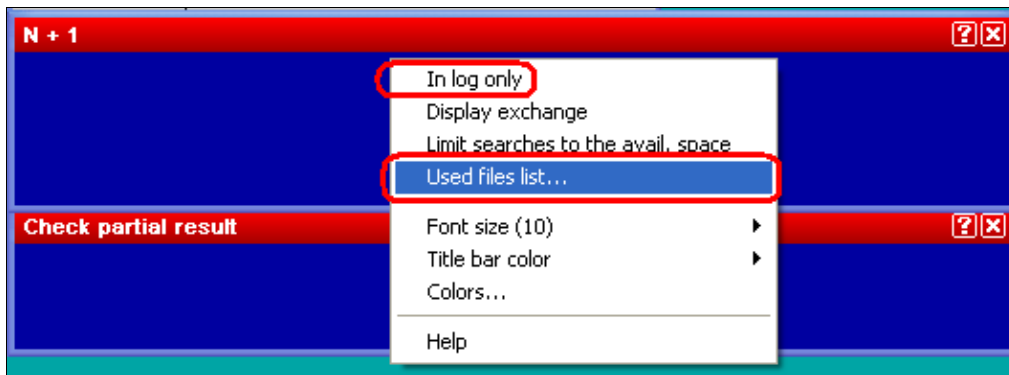 N + 1
In log only
Display exchange
Limit searches to the avail. space
Used files list...
Check partial result
Font size (10)
Title bar color
Colors...
Help